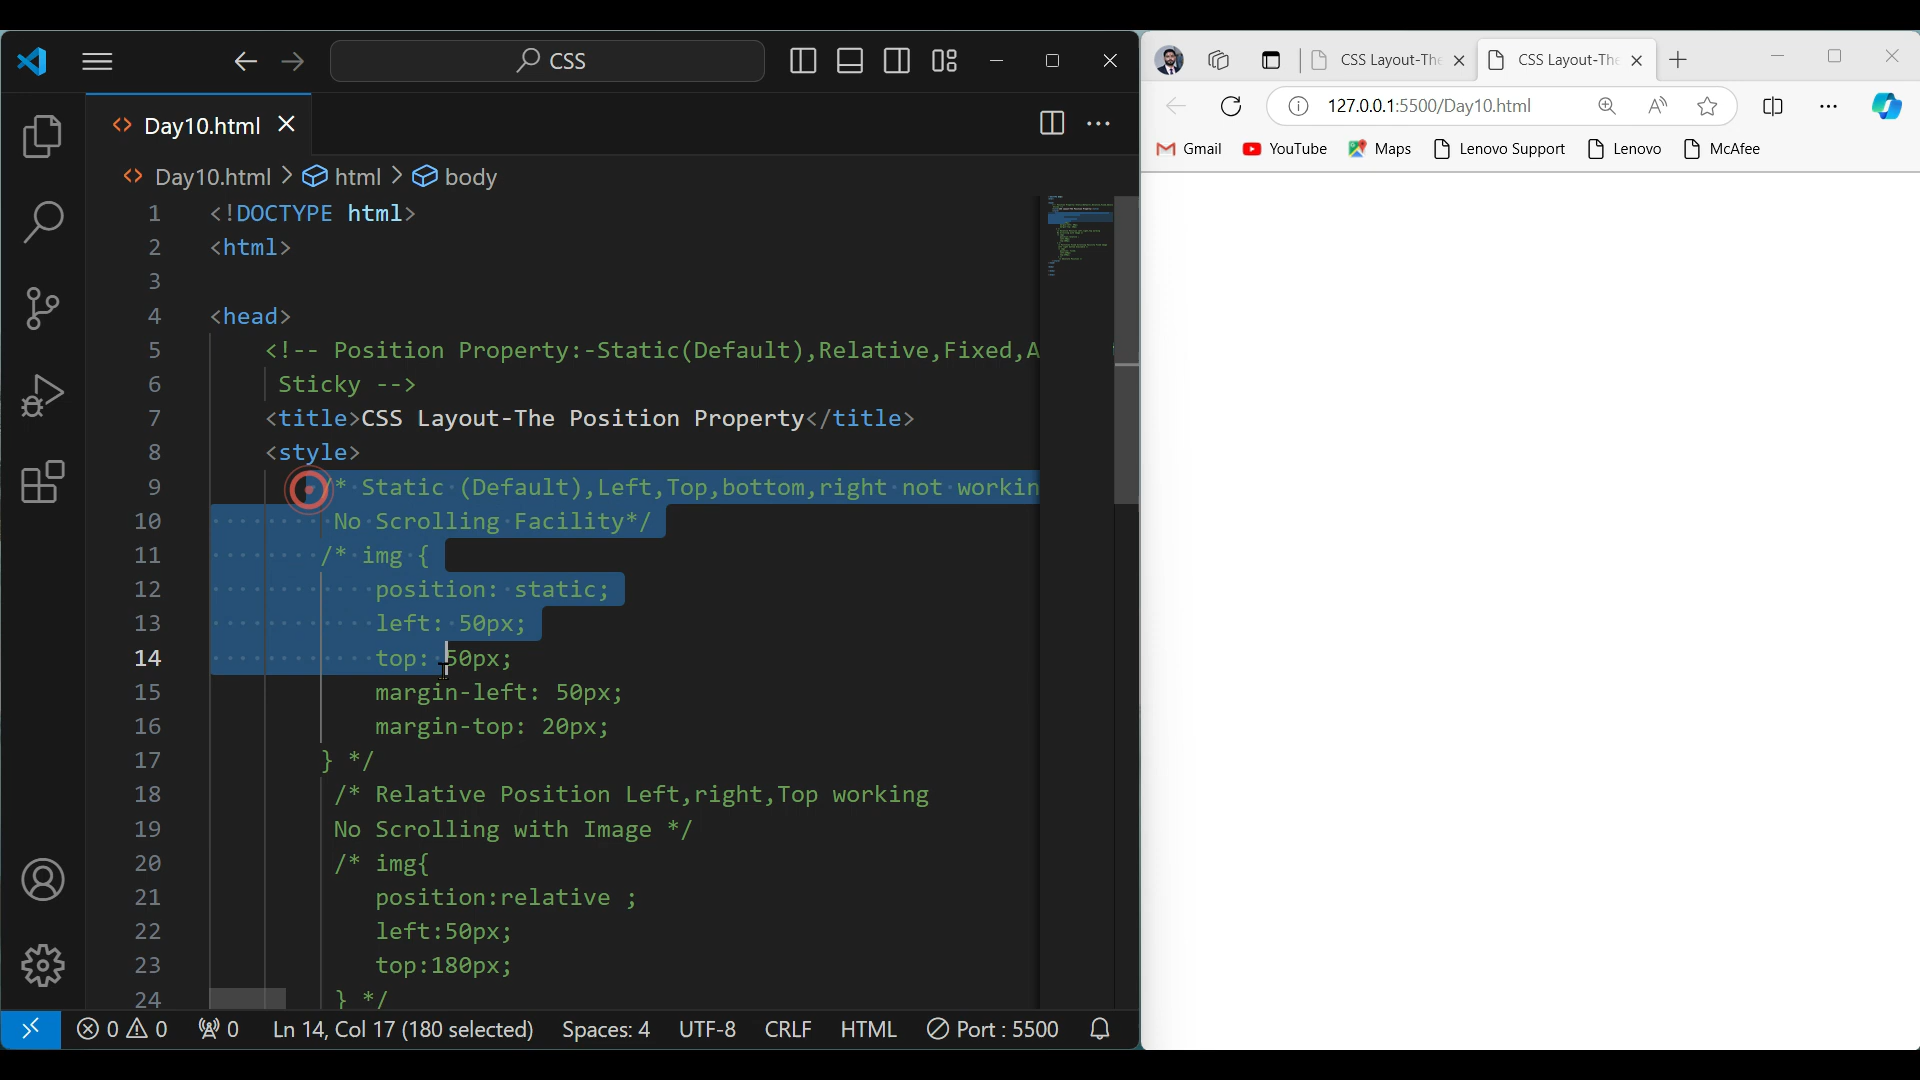 CSS
Day10.html
Day10.html > html > body
1 <!DOCTYPE html>
2 <html>
3
4 <head>
5 <!-- Position Property:-Static(Default),Relative,Fixed,A
6 Sticky -->
7 <title>CSS Layout-The Position Property</title>
8 <style>
9 /* Static (Default),Left,Top,bottom,right not workin
10 No Scrolling Facility*/
11 /* img {
12 position: static;
13 left: 50px;
14 top: 50px;
15 margin-left: 50px;
16 margin-top: 20px;
17 } */
18 /* Relative Position Left,right,Top working
19 No Scrolling with Image */
20 /* img{
21 position:relative ;
22 left:50px;
23 top:180px;
24 } */
0 0 0 Ln 14, Col 17 (180 selected) Spaces: 4 UTF-8 CRLF HTML Port : 5500
CSS Layout-The CSS Layout-The
127.0.0.1:5500/Day10.html
Gmail YouTube Maps Lenovo Support Lenovo McAfee